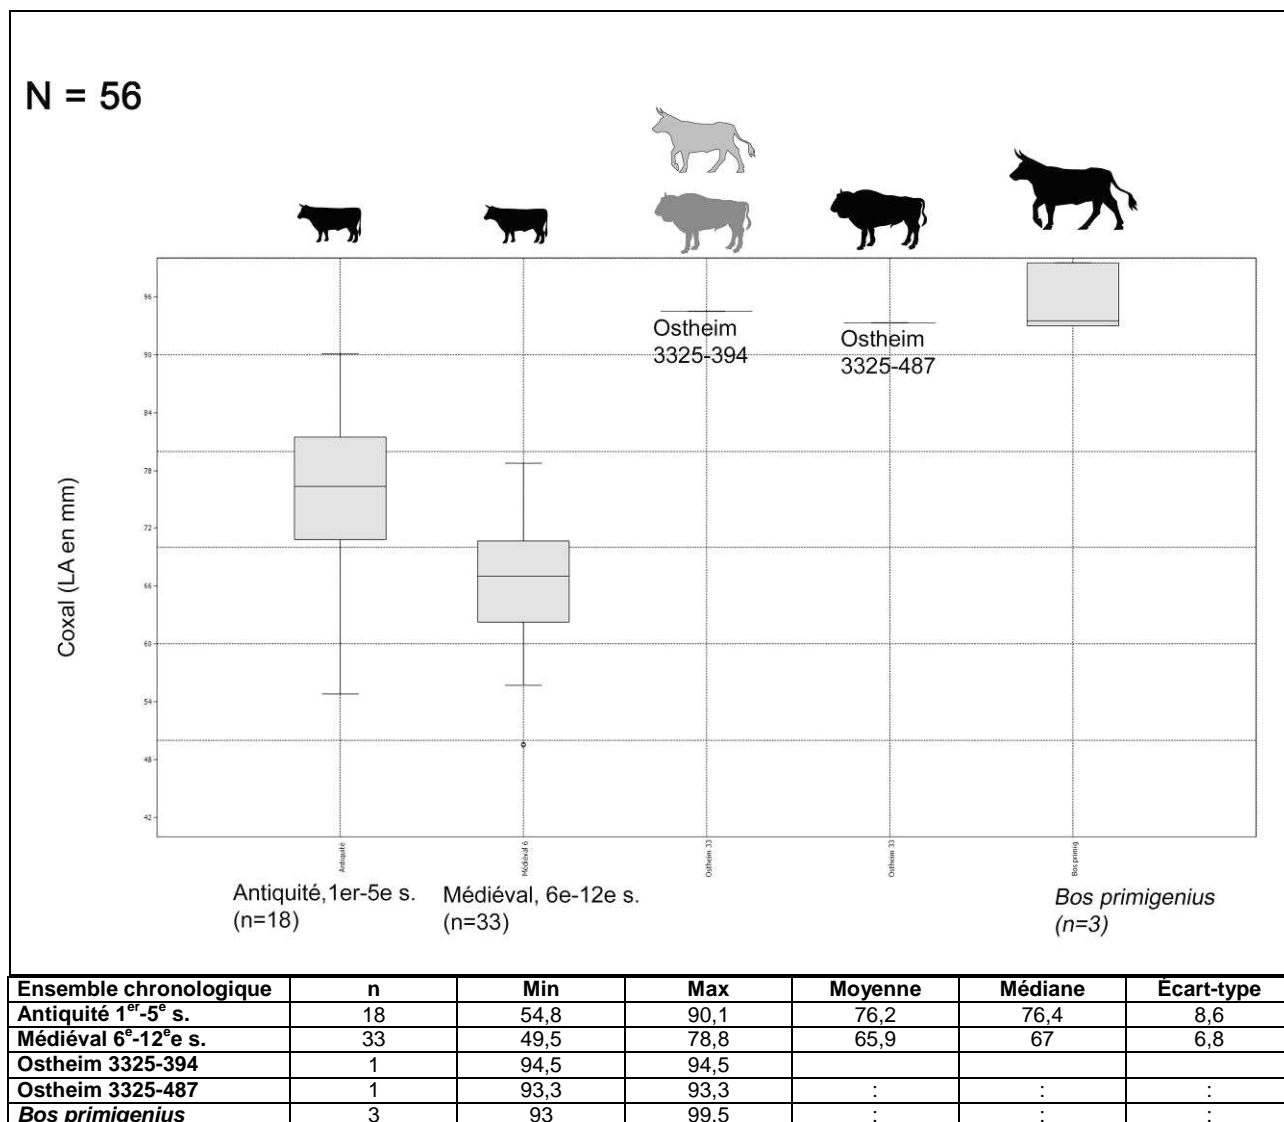 N = 56
Coxal (LA en mm)
96
90
84
78
72
66
60
54
48
42
Ostheim
3325-394
Ostheim
3325-487
Antiquité
Médiéval 6
Ostheim 33
Ostheim 33
Bos primig
Antiquité,1er-5e s.
(n=18)
Médiéval, 6e-12e s.
(n=33)
Bos primigenius
(n=3)
Ensemble chronologique n Min Max Moyenne Médiane Écart-type
Antiquité 1er-5e s. 18 54,8 90,1 76,2 76,4 8,6
Médiéval 6e-12ee s. 33 49,5 78,8 65,9 67 6,8
Ostheim 3325-394 1 94,5 94,5
Ostheim 3325-487 1 93,3 93,3 : : :
Bos primigenius 3 93 99,5 : : :